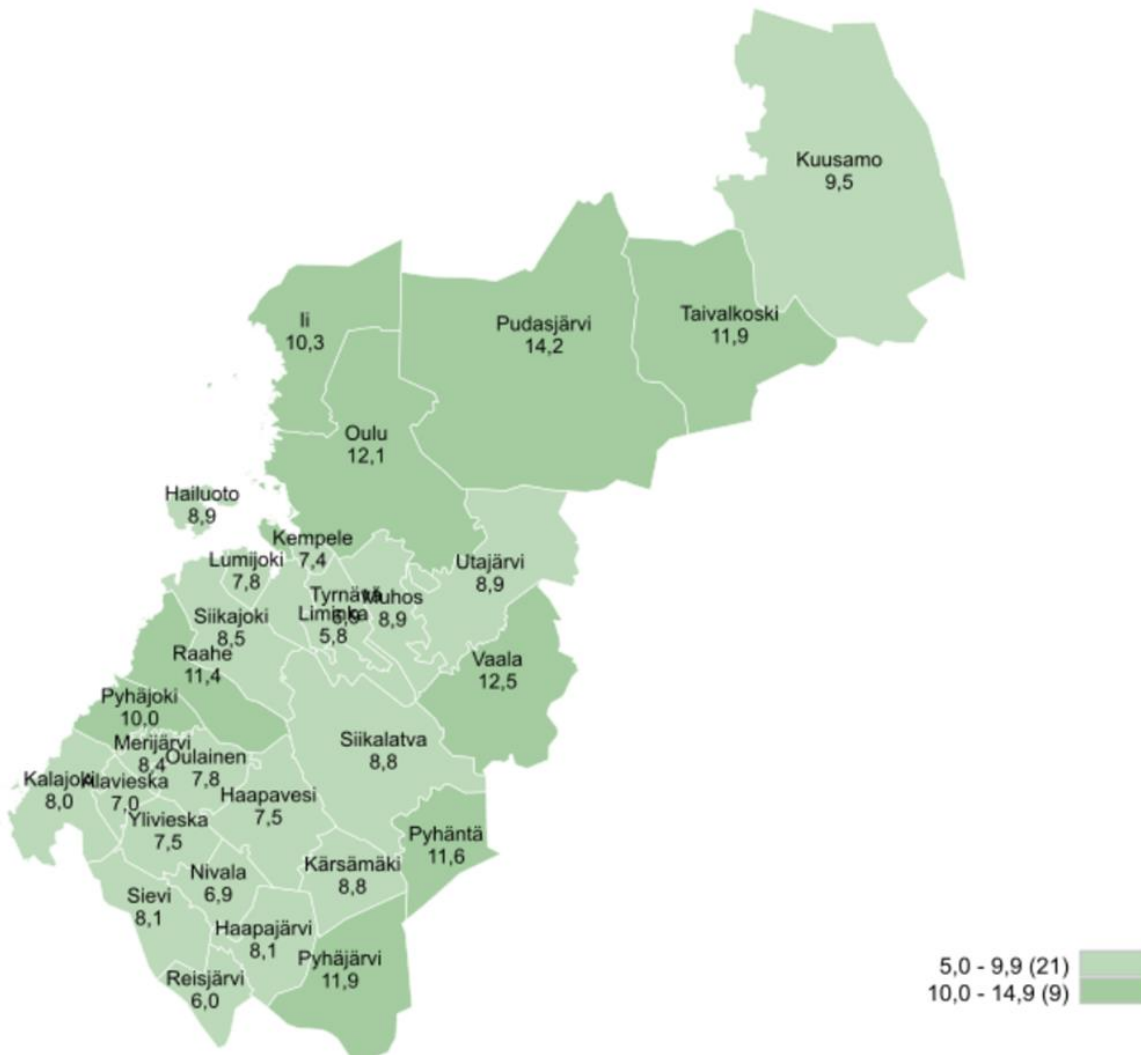 Kuusamo
9,5
Ii
10,3
Pudasjärvi
14,2
Taivalkoski
11,9
Oulu
12,1
Hailuoto
8,9
Kempele
7,4
Lumijoki
7,8
Utajärvi
8,9
Tyrnävä
6,9
Muhos
8,9
Liminka
5,8
Siikajoki
8,5
Raahe
11,4
Vaala
12,5
Pyhäjoki
10,0
Siikalatva
8,8
Merijärvi
8,4
Oulainen
7,8
Kalajoki
8,0
Alavieska
7,0
Haapavesi
7,5
Ylivieska
7,5
Pyhäntä
11,6
Nivala
6,9
Kärsämäki
8,8
Sievi
8,1
Haapajärvi
8,1
Pyhäjärvi
11,9
Reisjärvi
6,0
5,0 - 9,9 (21)
10,0 - 14,9 (9)